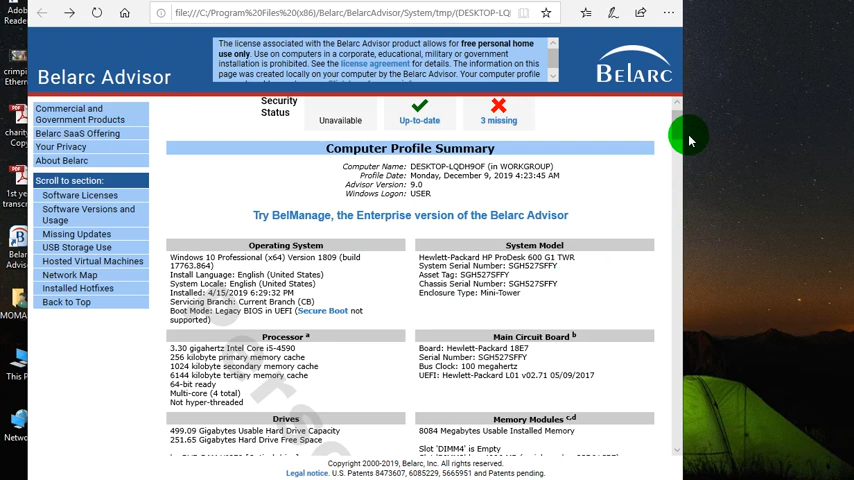 Adob
Reade
crimpi
Ethern
charity
Copy
1st ye
transcri
Belarc
Adviso
MOMA
This P
Netwo
file:///C:/Program%20Files%20(x86)/Belarc/BelarcAdvisor/System/tmp/(DESKTOP-LQ
Belarc Advisor
The license associated with the Belarc Advisor product allows for free personal home
use only. Use on computers in a corporate, educational, military or government
installation is prohibited. See the license agreement for details. The information on
this page was created locally on your computer by the Belarc Advisor. Your computer profile
BELARC
Commercial and
Government Products
Belarc SaaS Offering
Your Privacy
About Belarc
Scroll to section:
Software Licenses
Software Versions and
Usage
Missing Updates
USB Storage Use
Hosted Virtual Machines
Network Map
Installed Hotfixes
Back to Top
Security
Status
Unavailable
Up-to-date
3 missing
Computer Profile Summary
Computer Name: DESKTOP-LQDH9OF (in WORKGROUP)
Profile Date: Monday, December 9, 2019 4:23:45 AM
Advisor Version: 9.0
Windows Logon: USER
Try BelManage, the Enterprise version of the Belarc Advisor
Operating System
Windows 10 Professional (x64) Version 1809 (build
17763.864)
Install Language: English (United States)
System Locale: English (United States)
Installed: 4/15/2019 6:29:32 PM
Servicing Branch: Current Branch (CB)
Boot Mode: Legacy BIOS in UEFI (Secure Boot not
supported)
System Model
Hewlett-Packard HP ProDesk 600 G1 TWR
System Serial Number: SGH527SFFY
Asset Tag: SGH527SFFY
Chassis Serial Number: SGH527SFFY
Enclosure Type: Mini-Tower
Processor a
3.30 gigahertz Intel Core i5-4590
256 kilobyte primary memory cache
1024 kilobyte secondary memory cache
6144 kilobyte tertiary memory cache
64-bit ready
Multi-core (4 total)
Not hyper-threaded
Main Circuit Board b
Board: Hewlett-Packard 18E7
Serial Number: SGH527SFFY
Bus Clock: 100 megahertz
UEFI: Hewlett-Packard L01 v02.71 05/09/2017
Drives
499.09 Gigabytes Usable Hard Drive Capacity
251.65 Gigabytes Hard Drive Free Space
Memory Modules c,d
8084 Megabytes Usable Installed Memory
Slot 'DIMM4' is Empty
Copyright 2000-2019, Belarc, Inc. All rights reserved.
Legal notice. U.S. Patents 8473607, 6085229, 5665951 and Patents pending.